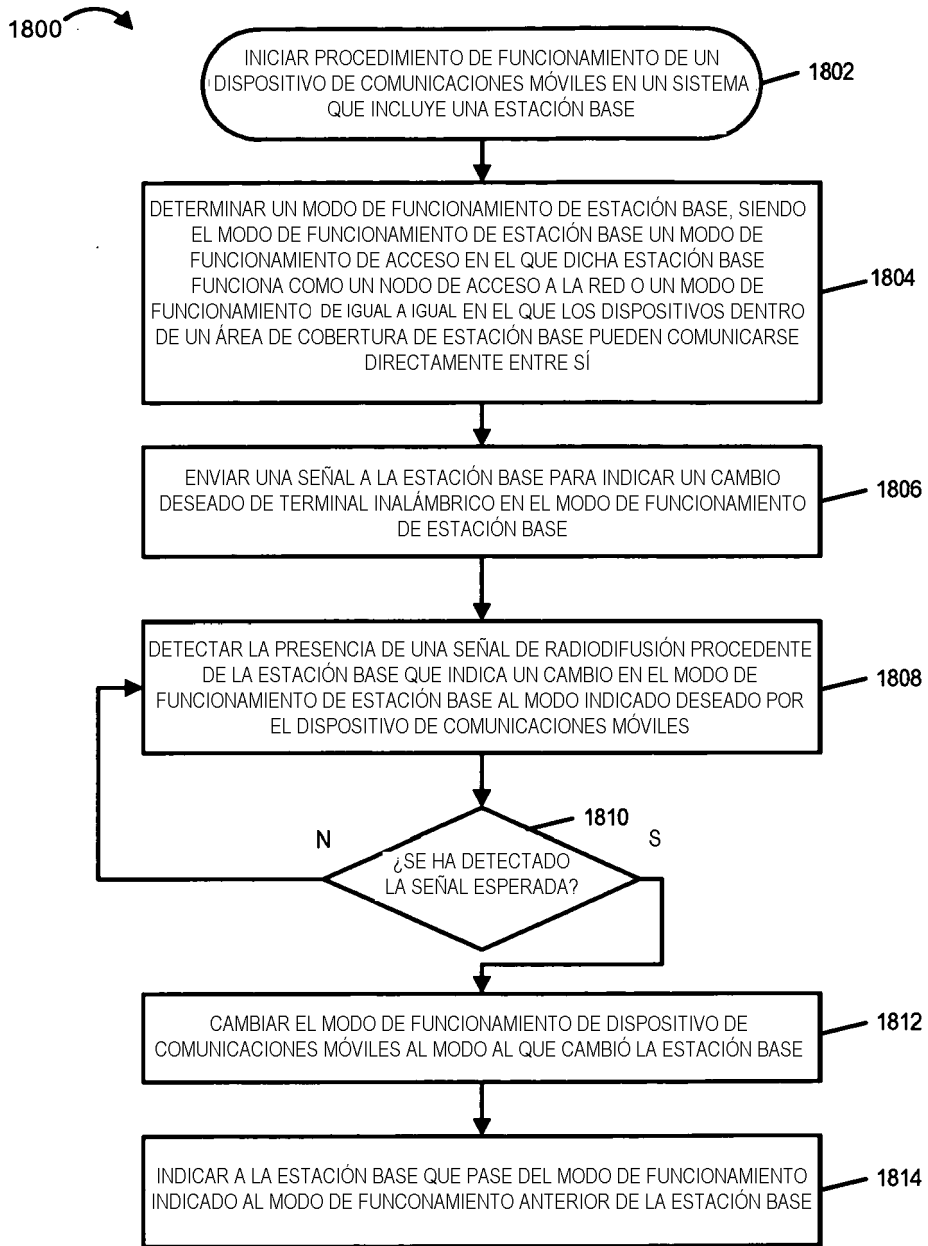 1800
INICIAR PROCEDIMIENTO DE FUNCIONAMIENTO DE UN
DISPOSITIVO DE COMUNICACIONES MÓVILES EN UN SISTEMA
QUE INCLUYE UNA ESTACIÓN BASE
1802
DETERMINAR UN MODO DE FUNCIONAMIENTO DE ESTACIÓN BASE, SIENDO
EL MODO DE FUNCIONAMIENTO DE ESTACIÓN BASE UN MODO DE
FUNCIONAMIENTO DE ACCESO EN EL QUE DICHA ESTACIÓN BASE
FUNCIONA COMO UN NODO DE ACCESO A LA RED O UN MODO DE
FUNCIONAMIENTO DE IGUAL A IGUAL EN EL QUE LOS DISPOSITIVOS DENTRO
DE UN ÁREA DE COBERTURA DE ESTACIÓN BASE PUEDEN COMUNICARSE
DIRECTAMENTE ENTRE SÍ
1804
ENVIAR UNA SEÑAL A LA ESTACIÓN BASE PARA INDICAR UN CAMBIO
DESEADO DE TERMINAL INALÁMBRICO EN EL MODO DE FUNCIONAMIENTO
DE ESTACIÓN BASE
1806
DETECTAR LA PRESENCIA DE UNA SEÑAL DE RADIODIFUSIÓN PROCEDENTE
DE LA ESTACIÓN BASE QUE INDICA UN CAMBIO EN EL MODO DE
FUNCIONAMIENTO DE ESTACIÓN BASE AL MODO INDICADO DESEADO POR
EL DISPOSITIVO DE COMUNICACIONES MÓVILES
1808
1810
N
S
¿SE HA DETECTADO
LA SEÑAL ESPERADA?
CAMBIAR EL MODO DE FUNCIONAMIENTO DE DISPOSITIVO DE
COMUNICACIONES MÓVILES AL MODO AL QUE CAMBIÓ LA ESTACIÓN BASE
1812
INDICAR A LA ESTACIÓN BASE QUE PASE DEL MODO DE FUNCIONAMIENTO
INDICADO AL MODO DE FUNCONAMIENTO ANTERIOR DE LA ESTACIÓN BASE
1814